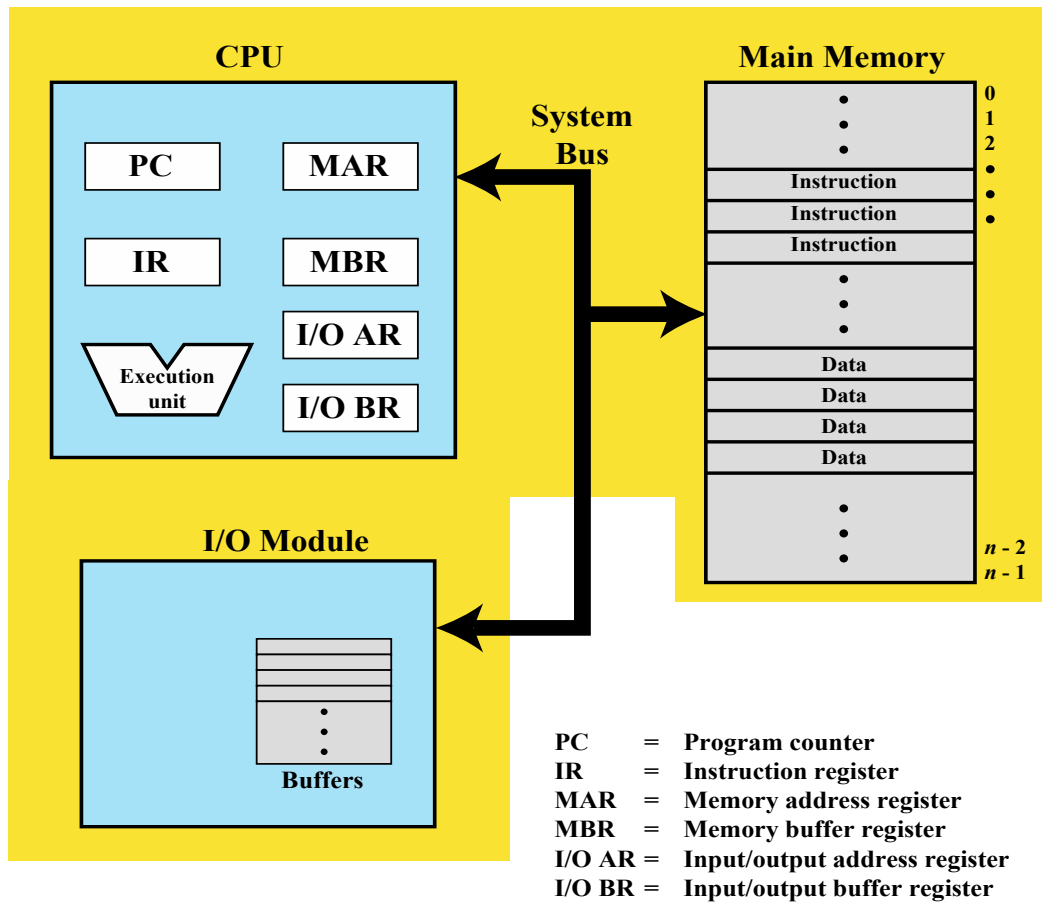 CPU
PC
MAR
IR
MBR
I/O AR
I/O BR
Execution
unit
System
Bus
Main Memory
0
1
2
Instruction
Instruction
Instruction
Data
Data
Data
Data
n - 2
n - 1
I/O Module
Buffers
PC = Program counter
IR = Instruction register
MAR = Memory address register
MBR = Memory buffer register
I/O AR = Input/output address register
I/O BR = Input/output buffer register